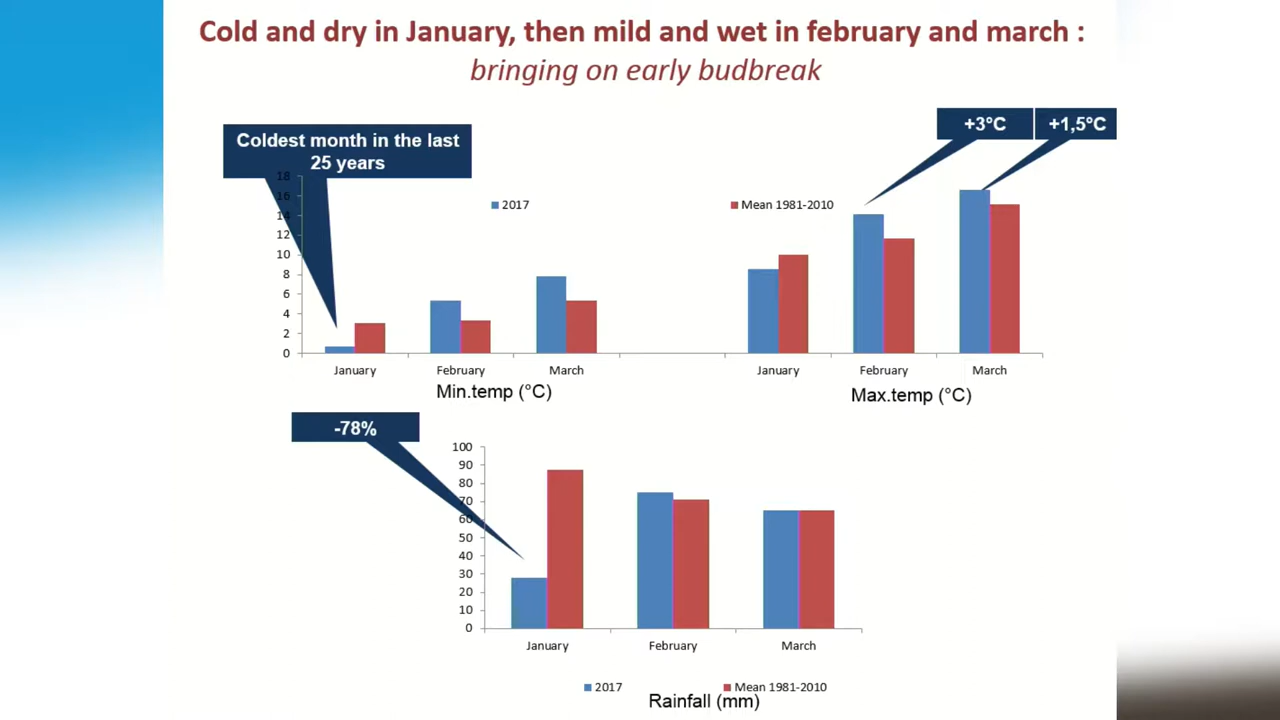 Cold and dry in January, then mild and wet in february and march :
bringing on early budbreak
+3°C
+1,5°C
Coldest month in the last
25 years
18
16
14
12
10
8
6
4
2
0
2017
Mean 1981-2010
January
February
March
January
February
March
Min.temp (°C)
Max.temp (°C)
-78%
100
90
80
70
60
50
40
30
20
10
0
January
February
March
2017
Mean 1981-2010
Rainfall (mm)